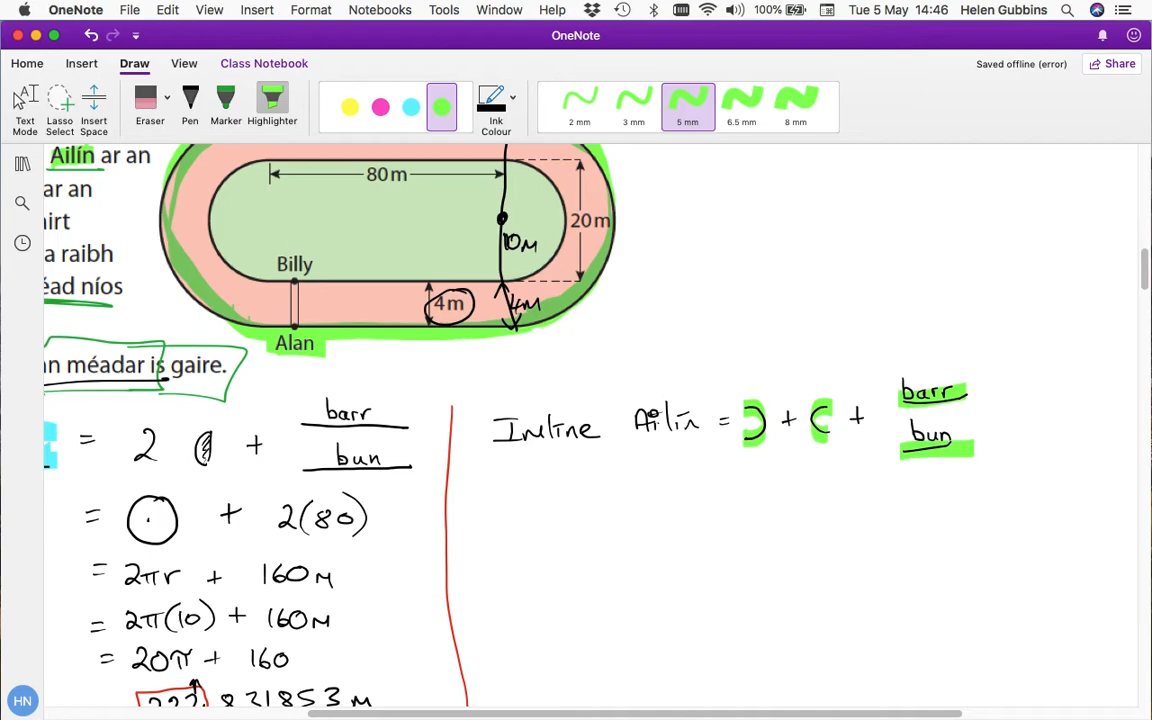 OneNote File Edit View Insert Format Notebooks Tools Window Help 100% Tue 5 May 14:46 Helen Gubbins
OneNote
Home Insert Draw View Class Notebook Saved offline (error) Share
Text Mode
Lasso Select
Insert Space
Eraser
Pen
Marker
Highlighter
Ink Colour
2 mm 3 mm 5 mm 6.5 mm 8 mm
Ailín ar an
ar an
irt
a raibh
éad níos
80 m
20 m
10M
Billy
4 m
4M
Alan
an méadar is gaire.
= 2 + barr
bun
= + 2(80)
= 2πr + 160M
= 2π(10) + 160M
= 20π + 160
222.831853 M
Imlíne Ailín = + + barr
bun
HN